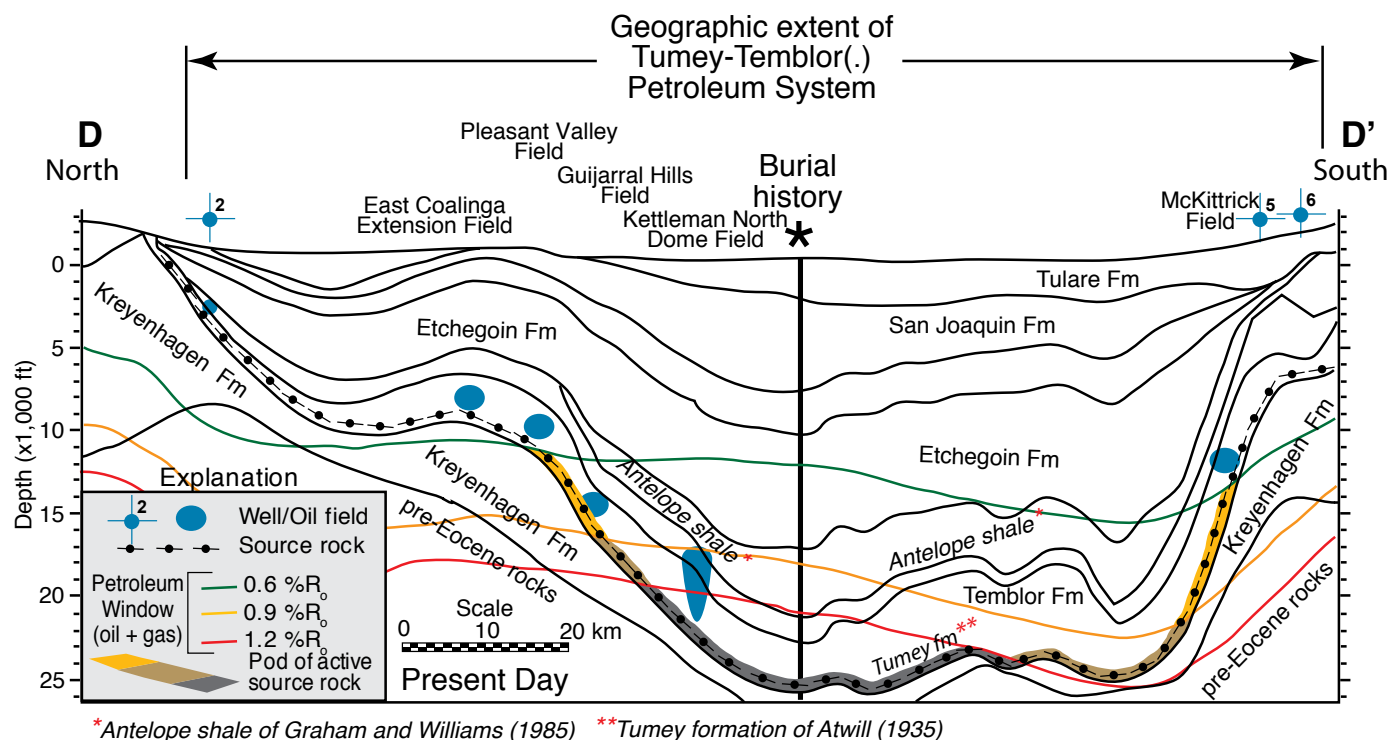 Geographic extent of
Tumey-Temblor(.)
Petroleum System
D
North
D'
South
Pleasant Valley
Field
Guijarral Hills
Field
Burial
history
*
East Coalinga
Extension Field
Kettleman North
Dome Field
McKittrick
Field
2
5
6
0
5
10
15
20
25
Depth (x1,000 ft)
Tulare Fm
San Joaquin Fm
Etchegoin Fm
Etchegoin Fm
Kreyenhagen Fm
Kreyenhagen Fm
Kreyenhagen Fm
Antelope shale*
Antelope shale*
pre-Eocene rocks
pre-Eocene rocks
Temblor Fm
Tumey fm**
Explanation
2
Well/Oil field
Source rock
Petroleum
Window
(oil + gas)
0.6 %Ro
0.9 %Ro
1.2 %Ro
Pod of active
source rock
Scale
0 10 20 km
Present Day
*Antelope shale of Graham and Williams (1985) **Tumey formation of Atwill (1935)